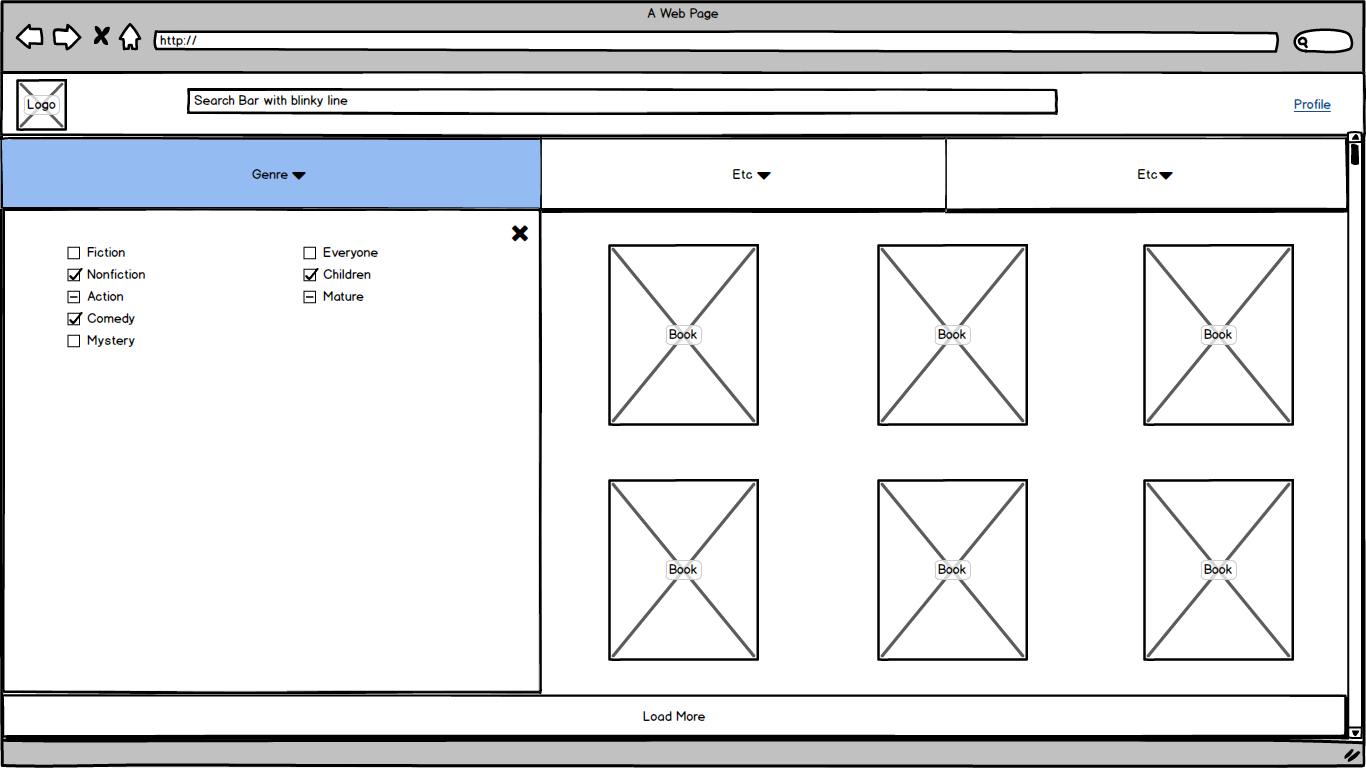 A Web Page
http://
Logo
Search Bar with blinky line
Profile
Genre
Etc
Etc
Fiction
Nonfiction
Action
Comedy
Mystery
Everyone
Children
Mature
Book
Book
Book
Book
Book
Book
Load More